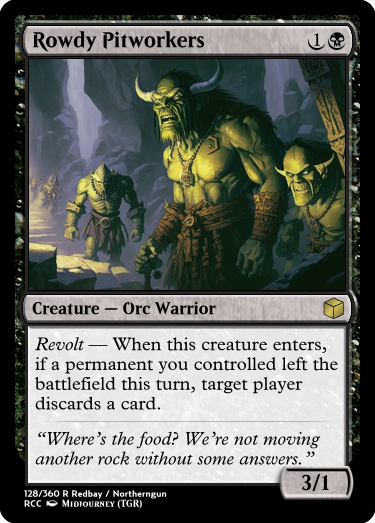 Rowdy Pitworkers 1
Creature — Orc Warrior
Revolt — When this creature enters,
if a permanent you controlled left the
battlefield this turn, target player
discards a card.
“Where’s the food? We’re not moving
another rock without some answers.”
3/1
128/360 R Redbay / Northerngun
RCC Midjourney (TGR)